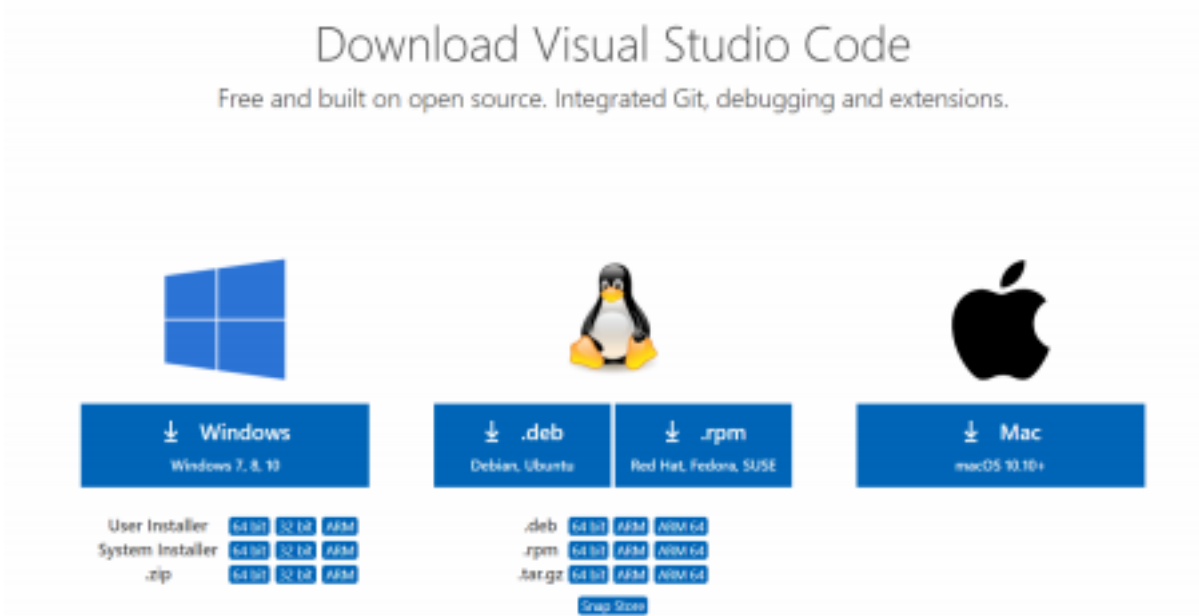 Download Visual Studio Code
Free and built on open source. Integrated Git, debugging and extensions.
Windows
Windows 7, 8, 10
.deb
Debian, Ubuntu
.rpm
Red Hat, Fedora, SUSE
Mac
macOS 10.10+
User Installer 64 bit 32 bit ARM
System Installer 64 bit 32 bit ARM
.zip 64 bit 32 bit ARM
.deb 64 bit ARM ARM 64
.rpm 64 bit ARM ARM 64
.tar.gz 64 bit ARM ARM 64
Snap Store